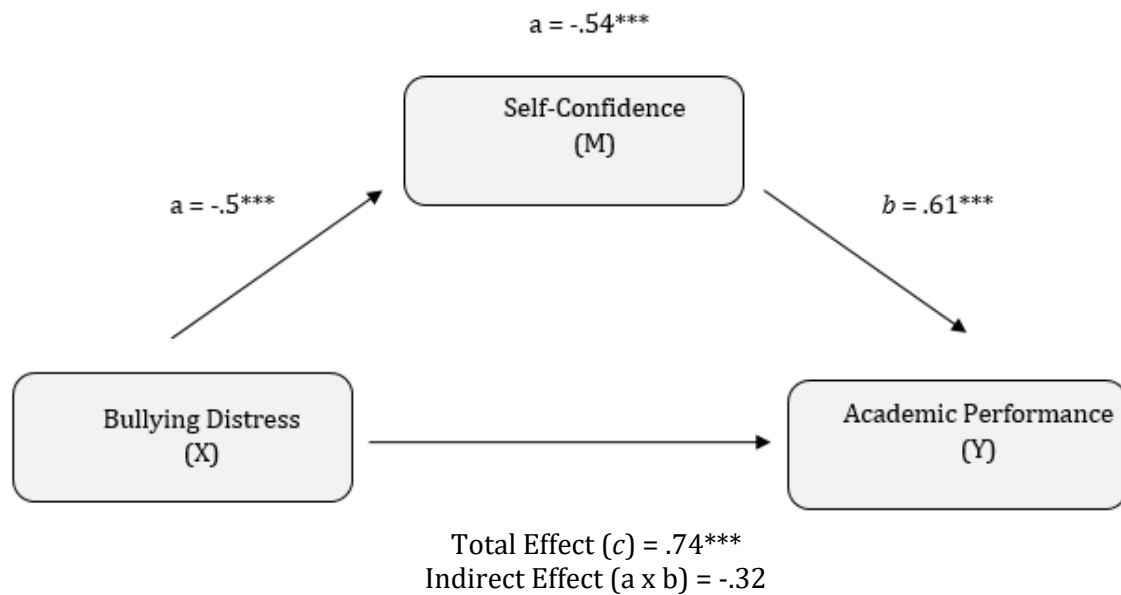 a = -.54***
Self-Confidence
(M)
a = -.5***
b = .61***
Bullying Distress
(X)
Academic Performance
(Y)
Total Effect (c) = .74***
Indirect Effect (a x b) = -.32